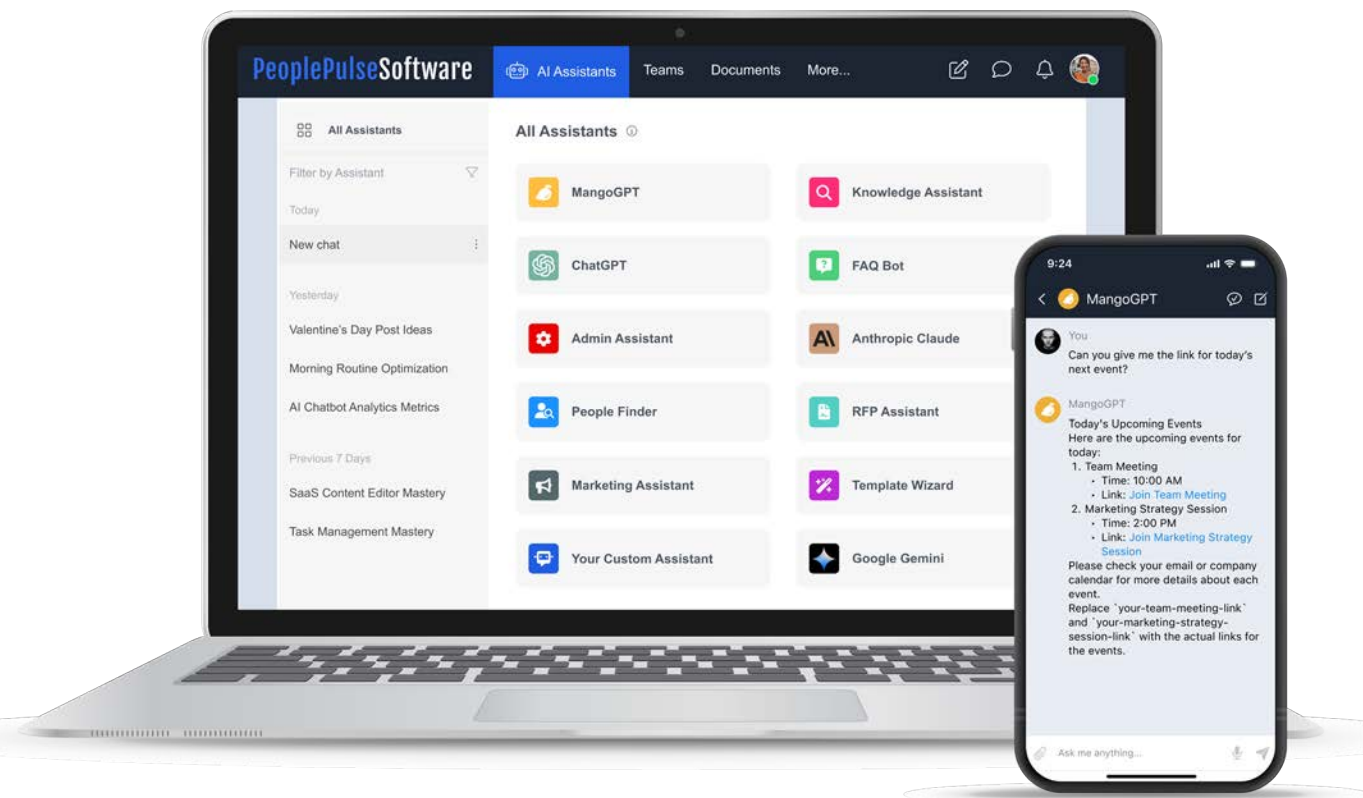 PeoplePulseSoftware
AI Assistants
Teams
Documents
More...
All Assistants
Filter by Assistant
Today
New chat
Yesterday
Valentine's Day Post Ideas
Morning Routine Optimization
AI Chatbot Analytics Metrics
Previous 7 Days
SaaS Content Editor Mastery
Task Management Mastery
All Assistants
MangoGPT
Knowledge Assistant
ChatGPT
FAQ Bot
Admin Assistant
Anthropic Claude
People Finder
RFP Assistant
Marketing Assistant
Template Wizard
Your Custom Assistant
Google Gemini
9:24
MangoGPT
You
Can you give me the link for today's
next event?
MangoGPT
Today's Upcoming Events
Here are the upcoming events for
today:
1. Team Meeting
• Time: 10:00 AM
• Link: Join Team Meeting
2. Marketing Strategy Session
• Time: 2:00 PM
• Link: Join Marketing Strategy
Session
Please check your email or company
calendar for more details about each
event.
Replace `your-team-meeting-link`
and `your-marketing-strategy-
session-link` with the actual links for
the events.
Ask me anything...